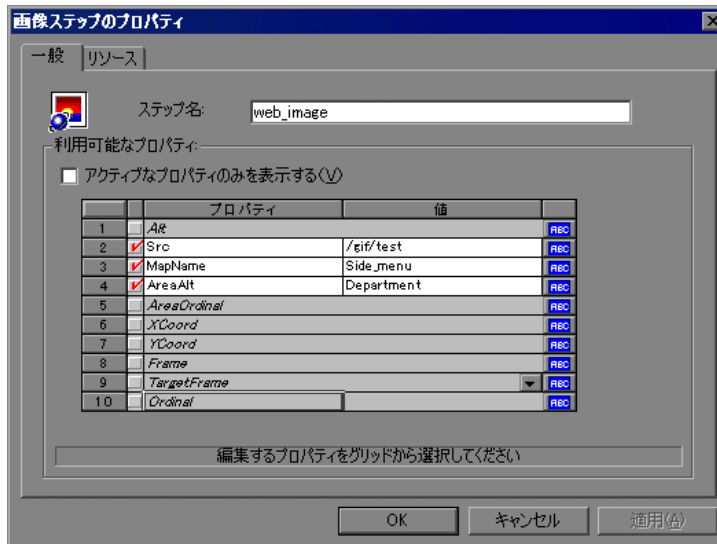 画像ステップのプロパティ
一般 リソース
ステップ名: web_image
利用可能なプロパティ:
アクティブなプロパティのみを表示する(V)
プロパティ 値
1 Alt ABC
2 Src /gif/test ABC
3 MapName Side_menu ABC
4 AreaAlt Department ABC
5 AreaOrdinal ABC
6 XCoord ABC
7 YCoord ABC
8 Frame ABC
9 TargetFrame ABC
10 Ordinal ABC
編集するプロパティをグリッドから選択してください
OK キャンセル 適用(A)